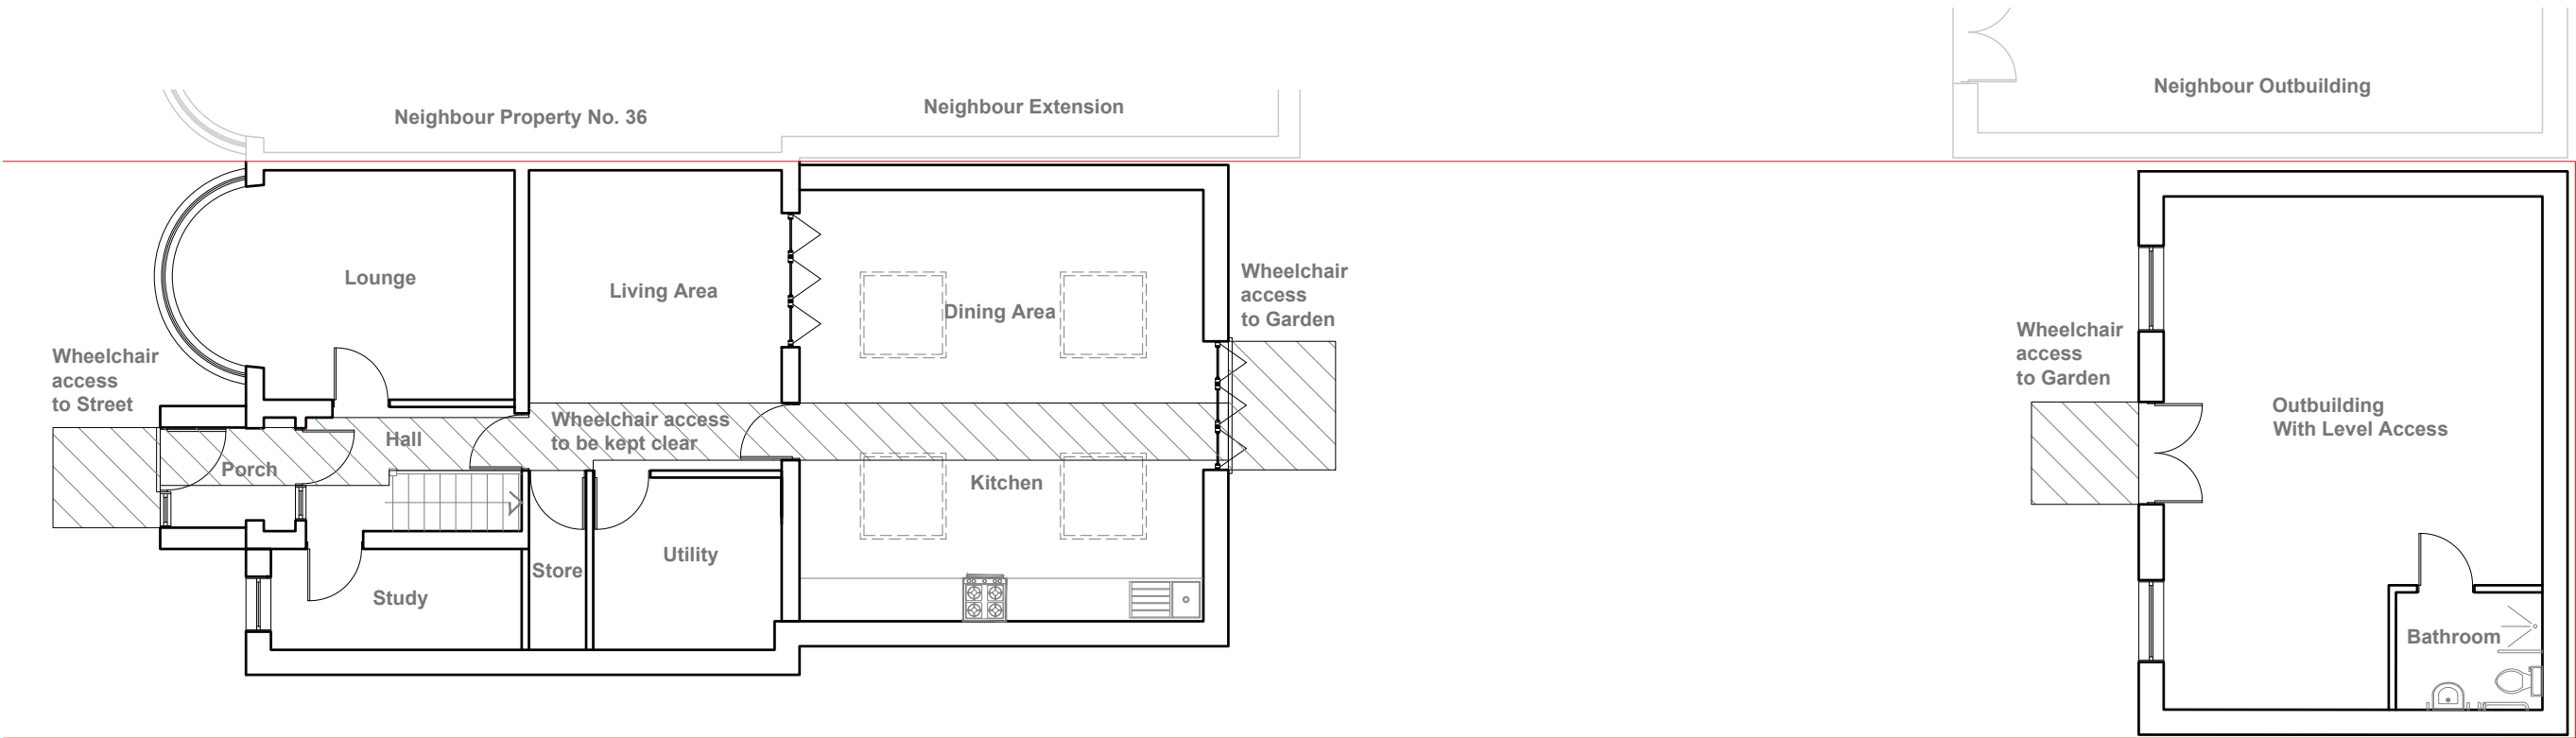 Neighbour Outbuilding
Neighbour Extension
Neighbour Property No. 36
Lounge
Living Area
Dining Area
Wheelchair
access
to Garden
Wheelchair
access
to Street
Wheelchair
access
to Garden
Outbuilding
With Level Access
Hall
Wheelchair access
to be kept clear
Porch
Kitchen
Utility
Store
Study
Bathroom